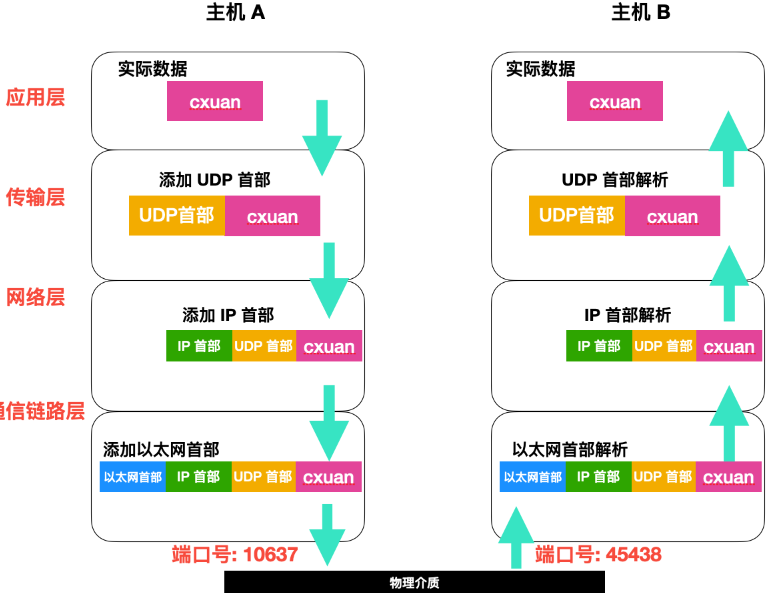 主机 A
主机 B
应用层
实际数据
cxuan
实际数据
cxuan
传输层
添加 UDP 首部
UDP首部 cxuan
UDP 首部解析
UDP首部 cxuan
网络层
添加 IP 首部
IP 首部 UDP 首部 cxuan
IP 首部解析
IP 首部 UDP 首部 cxuan
通信链路层
添加以太网首部
以太网首部 IP 首部 UDP 首部 cxuan
以太网首部解析
以太网首部 IP 首部 UDP 首部 cxuan
端口号: 10637
端口号: 45438
物理介质